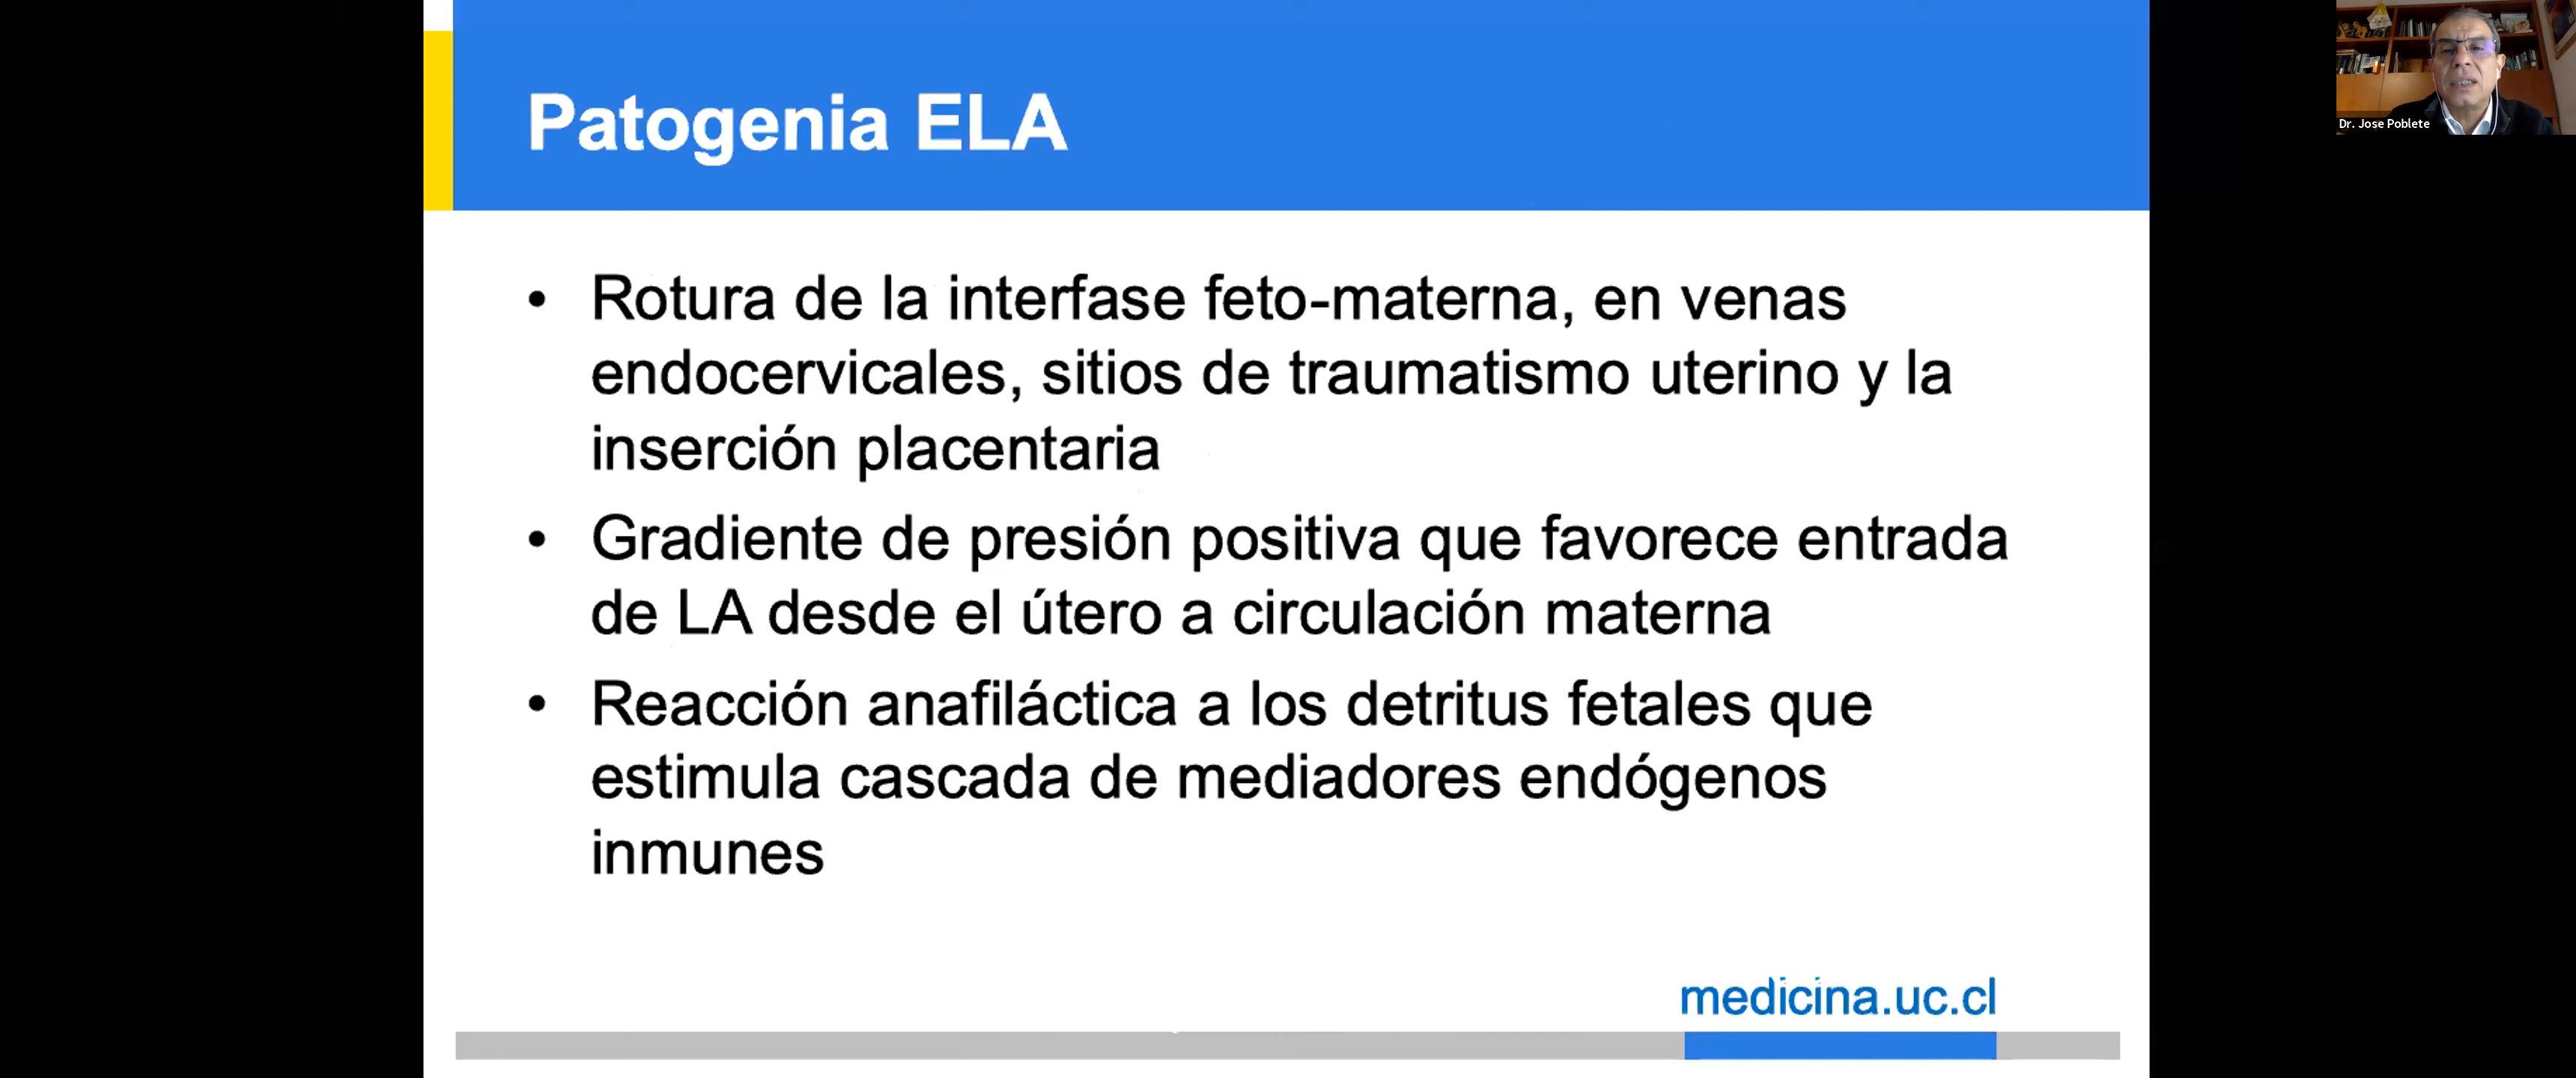 Patogenia ELA
Dr. Jose Poblete
• Rotura de la interfase feto-materna, en venas
endocervicales, sitios de traumatismo uterino y la
inserción placentaria
• Gradiente de presión positiva que favorece entrada
de LA desde el útero a circulación materna
• Reacción anafiláctica a los detritus fetales que
estimula cascada de mediadores endógenos
inmunes
medicina.uc.cl